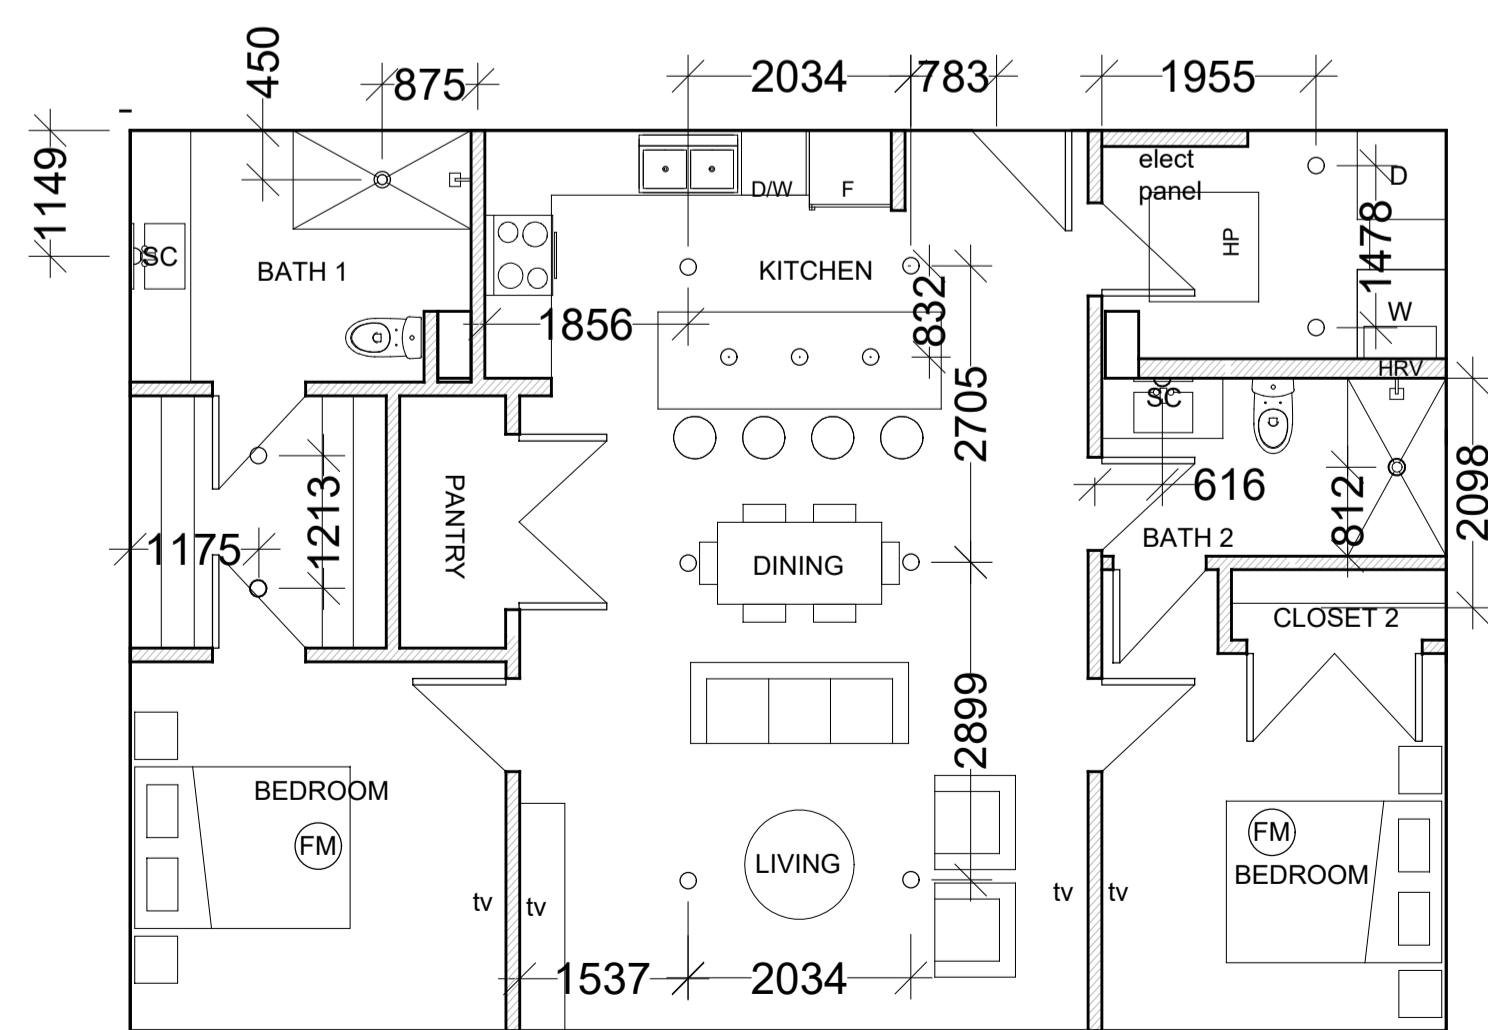 450
875
2034
783
1955
1149
elect
panel
D
D/W
F
SC
BATH 1
KITCHEN
HP
1478
832
1856
W
HRV
2705
SC
1213
1175
PANTRY
616
812
2098
BATH 2
DINING
CLOSET 2
2899
BEDROOM
FM
LIVING
FM
BEDROOM
tv
tv
tv
tv
1537
2034